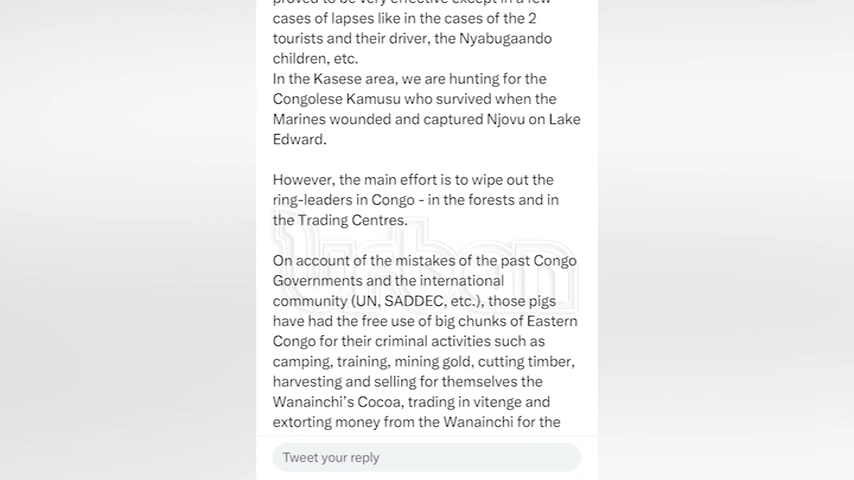 proved to be very effective except in a few
cases of lapses like in the cases of the 2
tourists and their driver, the Nyabugaando
children, etc.
In the Kasese area, we are hunting for the
Congolese Kamusu who survived when the
Marines wounded and captured Njovu on Lake
Edward.
However, the main effort is to wipe out the
ring-leaders in Congo - in the forests and in
the Trading Centres.
Urban
On account of the mistakes of the past Congo
Governments and the international
community (UN, SADDEC, etc.), those pigs
have had the free use of big chunks of Eastern
Congo for their criminal activities such as
camping, training, mining gold, cutting timber,
harvesting and selling for themselves the
Wanainchi's Cocoa, trading in vitenge and
extorting money from the Wanainchi for the
Tweet your reply